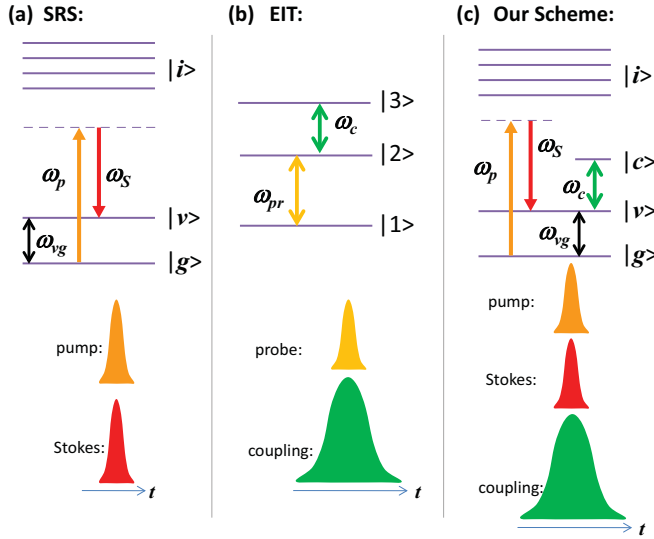 (a) SRS:
|i>
ω_p
ω_S
|v>
ω_vg
|g>
pump:
Stokes:
t
(b) EIT:
|3>
ω_c
|2>
ω_pr
|1>
probe:
coupling:
t
(c) Our Scheme:
|i>
ω_p
ω_S
|c>
ω_c
|v>
ω_vg
|g>
pump:
Stokes:
coupling:
t